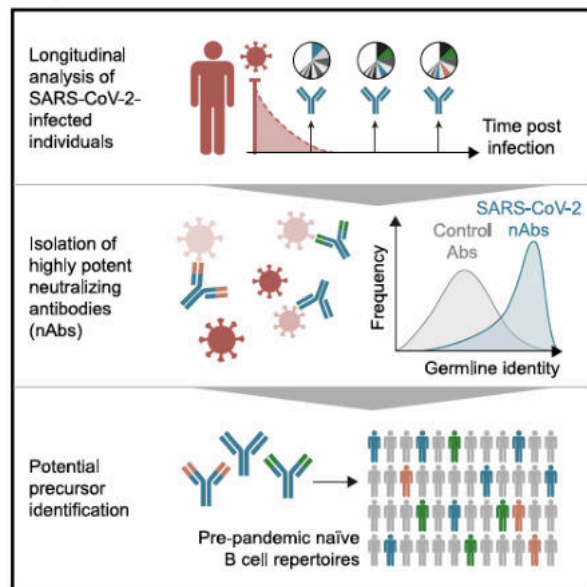 Longitudinal
analysis of
SARS-CoV-2-
infected
individuals
Time post
infection
Isolation of
highly potent
neutralizing
antibodies
(nAbs)
SARS-CoV-2
nAbs
Control
Abs
Frequency
Germline identity
Potential
precursor
identification
Pre-pandemic naïve
B cell repertoires